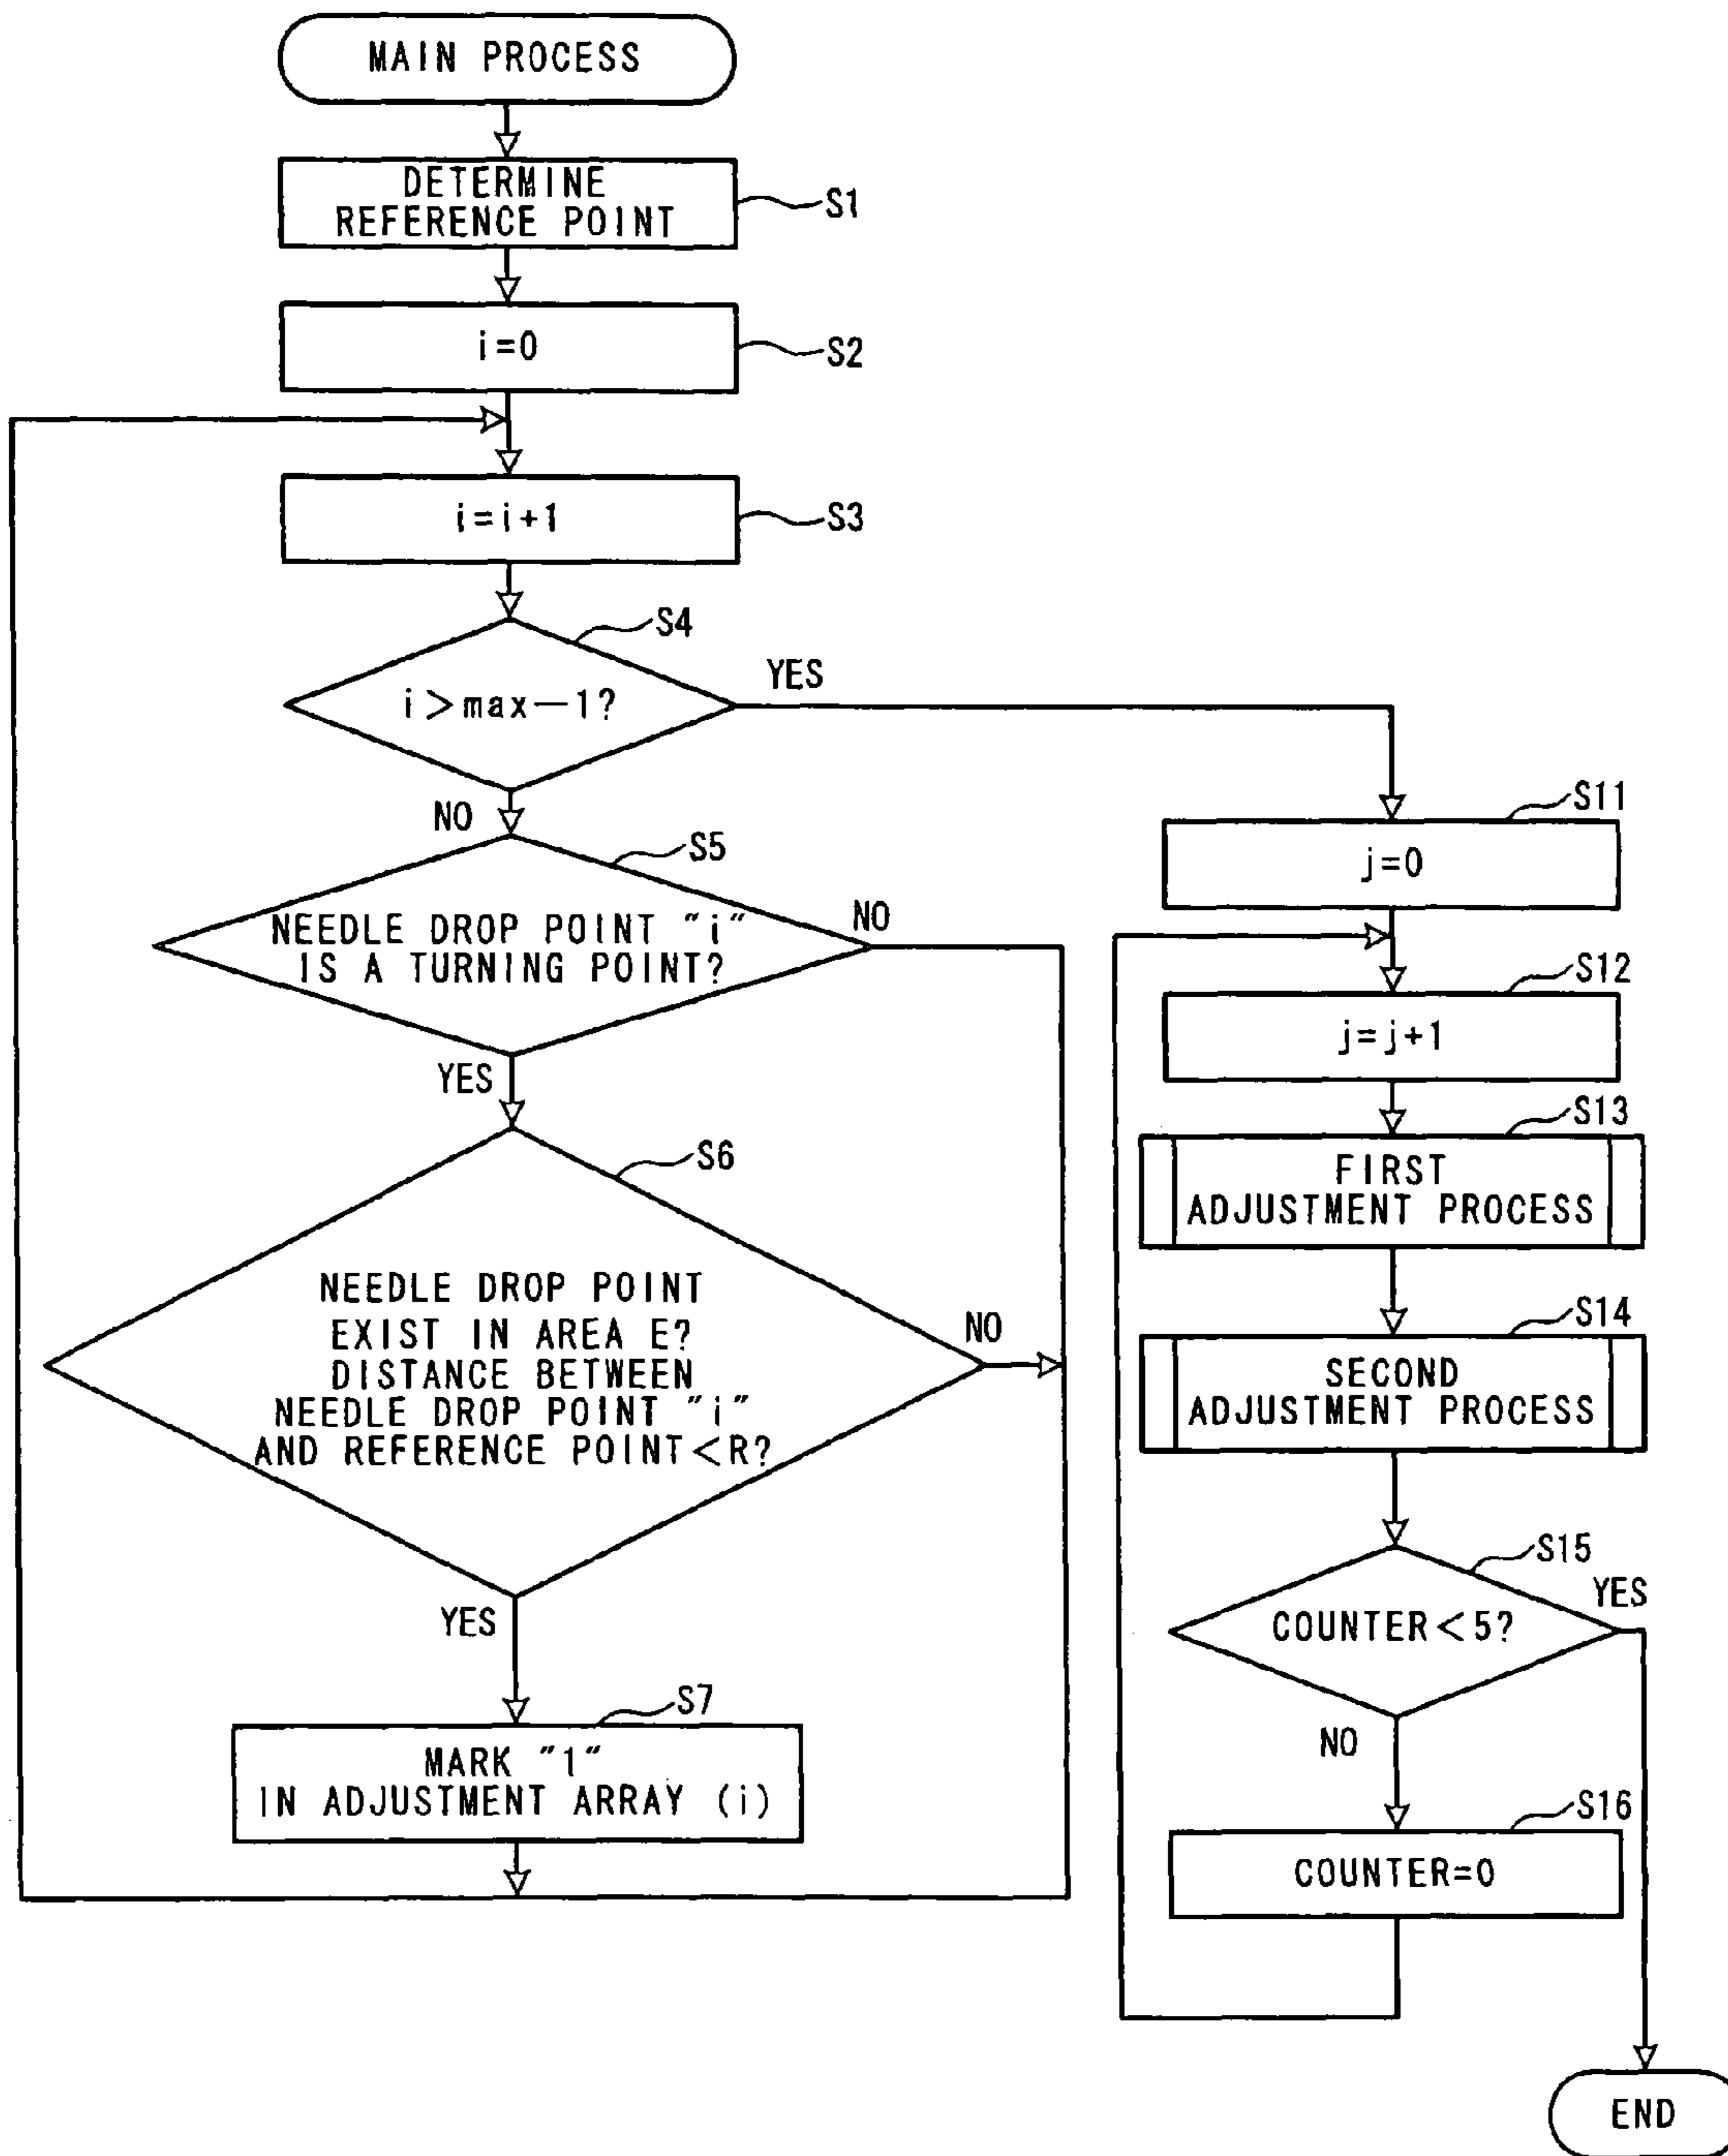 MAIN PROCESS
DETERMINE
REFERENCE POINT
S1
i=0
S2
i=i+1
S3
S4
i>max-1?
YES
NO
S5
NEEDLE DROP POINT "i"
IS A TURNING POINT?
NO
YES
S6
NEEDLE DROP POINT
EXIST IN AREA E?
DISTANCE BETWEEN
NEEDLE DROP POINT "i"
AND REFERENCE POINT<R?
NO
YES
S7
MARK "1"
IN ADJUSTMENT ARRAY (i)
S11
j=0
S12
j=j+1
S13
FIRST
ADJUSTMENT PROCESS
S14
SECOND
ADJUSTMENT PROCESS
S15
COUNTER<5?
YES
NO
S16
COUNTER=0
END